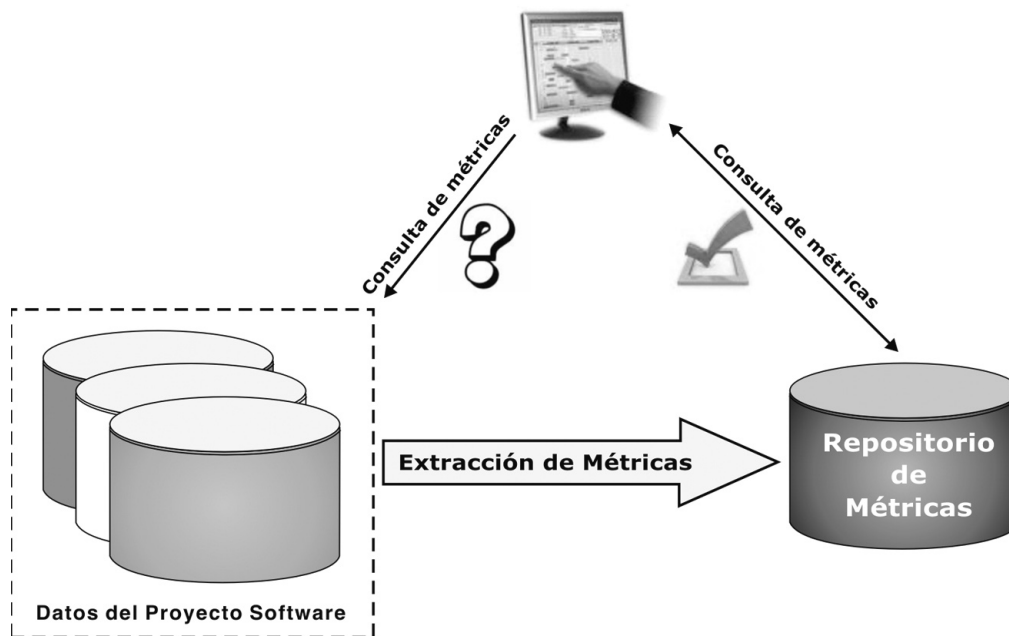 Consulta de métricas
Consulta de métricas
Extracción de Métricas
Repositorio
de
Métricas
Datos del Proyecto Software